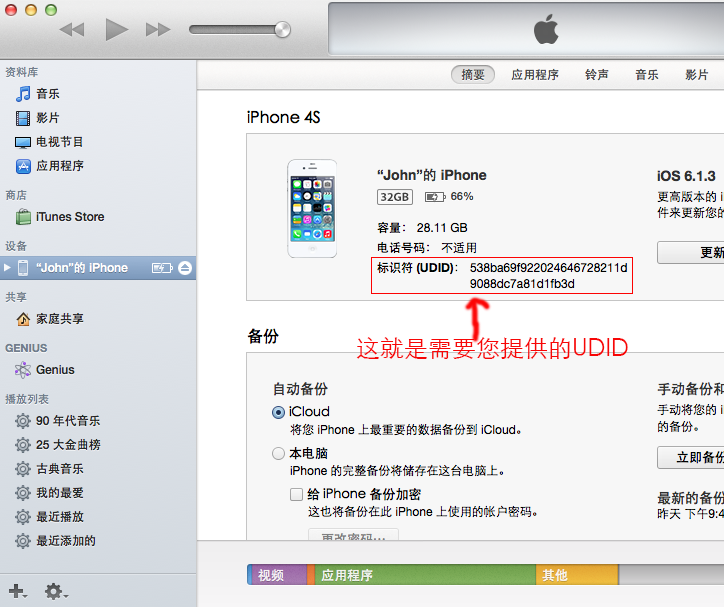 资料库
音乐
影片
电视节目
应用程序
商店
iTunes Store
设备
“John”的 iPhone
共享
家庭共享
GENIUS
Genius
播放列表
90 年代音乐
25 大金曲榜
古典音乐
我的最爱
最近播放
最近添加的
摘要 应用程序 铃声 音乐 影片
iPhone 4S
“John”的 iPhone
32GB 66%
容量： 28.11 GB
电话号码： 不适用
标识符 (UDID)： 538ba69f922024646728211d
9088dc7a81d1fb3d
iOS 6.1.3
更高版本的 i
件来更新您的
更新
这就是需要您提供的UDID
备份
自动备份
iCloud
将您 iPhone 上最重要的数据备份到 iCloud。
本电脑
iPhone 的完整备份将储存在这台电脑上。
给 iPhone 备份加密
这也将备份在此 iPhone 上使用的帐户密码。
更改密码…
手动备份和
手动将您的 i
的备份。
立即备份
最新的备份
昨天 下午9:4
视频 应用程序 其他